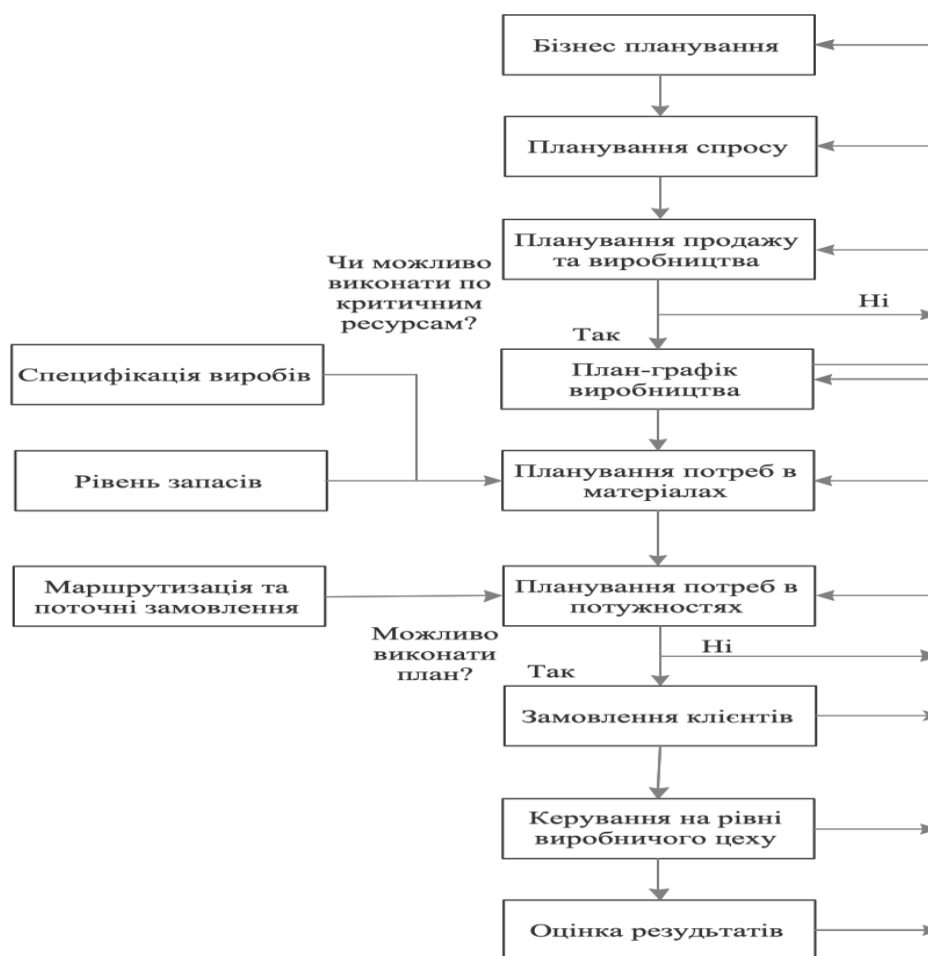 Бізнес планування
Планування спросу
Планування продажу
та виробництва
Чи можливо
виконати по
критичним
ресурсам?
Ні
Так
Специфікація виробів
План-графік
виробництва
Рівень запасів
Планування потреб в
матеріалах
Маршрутизація та
поточні замовлення
Планування потреб в
потужностях
Можливо
виконати
план?
Ні
Так
Замовлення клієнтів
Керування на рівні
виробничого цеху
Оцінка резудьтатів